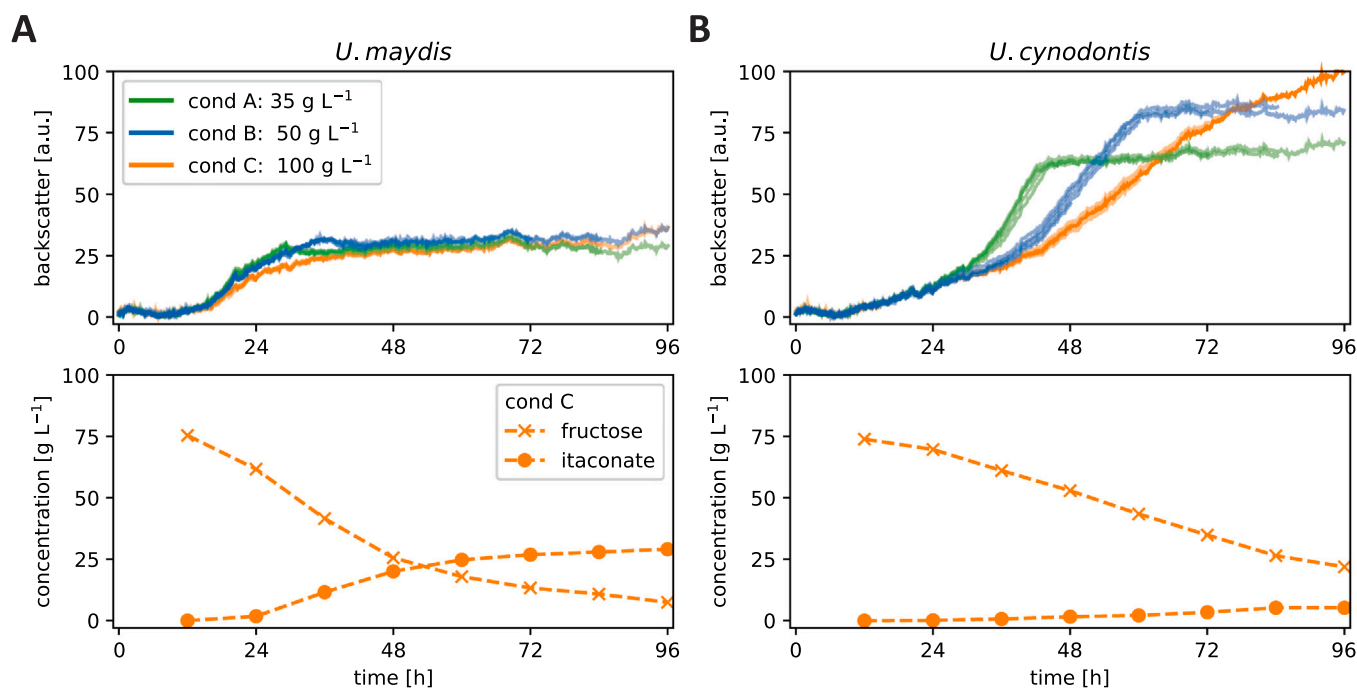 A
B
U. maydis
U. cynodontis
100
75
50
25
0
backscatter [a.u.]
cond A: 35 g L⁻¹
cond B: 50 g L⁻¹
cond C: 100 g L⁻¹
0 24 48 72 96
100
75
50
25
0
backscatter [a.u.]
0 24 48 72 96
100
75
50
25
0
concentration [g L⁻¹]
cond C
fructose
itaconate
0 24 48 72 96
time [h]
100
75
50
25
0
concentration [g L⁻¹]
0 24 48 72 96
time [h]